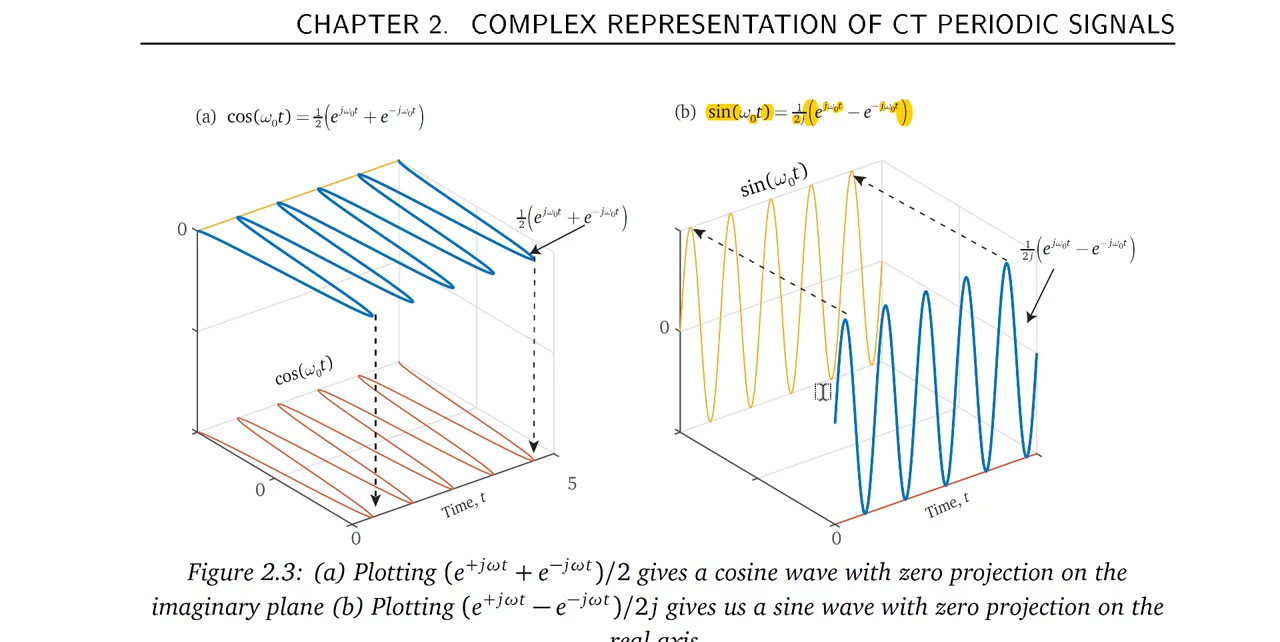 CHAPTER 2. COMPLEX REPRESENTATION OF CT PERIODIC SIGNALS
(a) cos(ω₀t) = ½(e^{jω₀t} + e^{−jω₀t})
(b) sin(ω₀t) = 1/2j (e^{jω₀t} − e^{−jω₀t})
0
½(e^{jω₀t} + e^{−jω₀t})
cos(ω₀t)
0
Time, t
5
0
sin(ω₀t)
1/2j (e^{jω₀t} − e^{−jω₀t})
0
Time, t
0
Figure 2.3: (a) Plotting (e^{+jωt} + e^{−jωt})/2 gives a cosine wave with zero projection on the
imaginary plane (b) Plotting (e^{+jωt} − e^{−jωt})/2j gives us a sine wave with zero projection on the
real axis